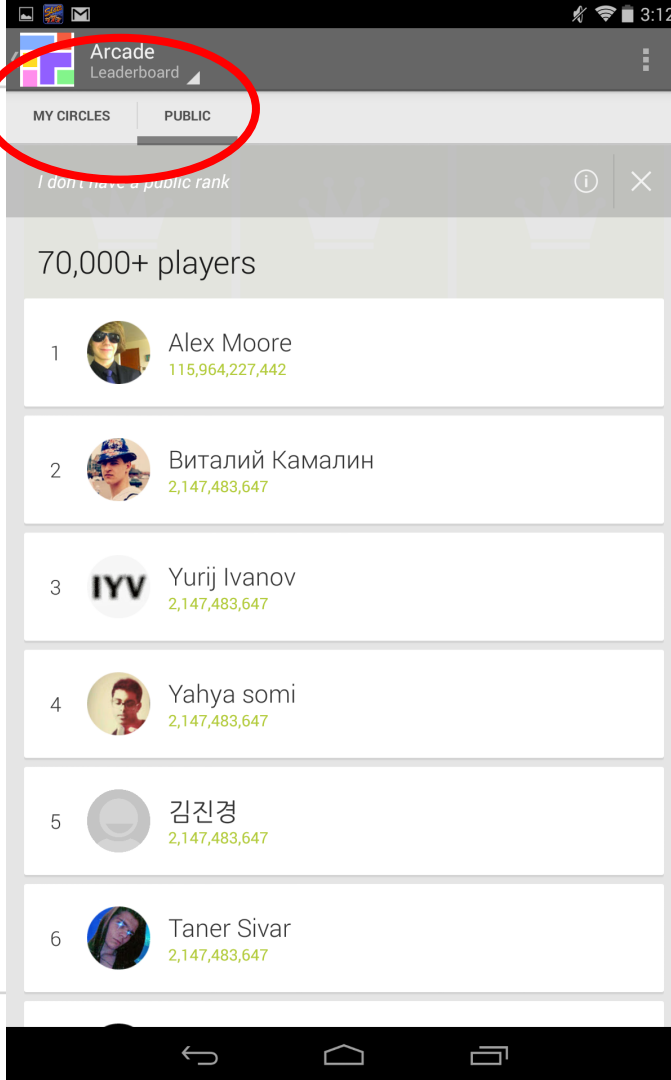 3:12
Arcade
Leaderboard
MY CIRCLES
PUBLIC
I don't have a public rank
70,000+ players
1
Alex Moore
115,964,227,442
2
Виталий Камалин
2,147,483,647
3
IYV
Yurij Ivanov
2,147,483,647
4
Yahya somi
2,147,483,647
5
김진경
2,147,483,647
6
Taner Sivar
2,147,483,647